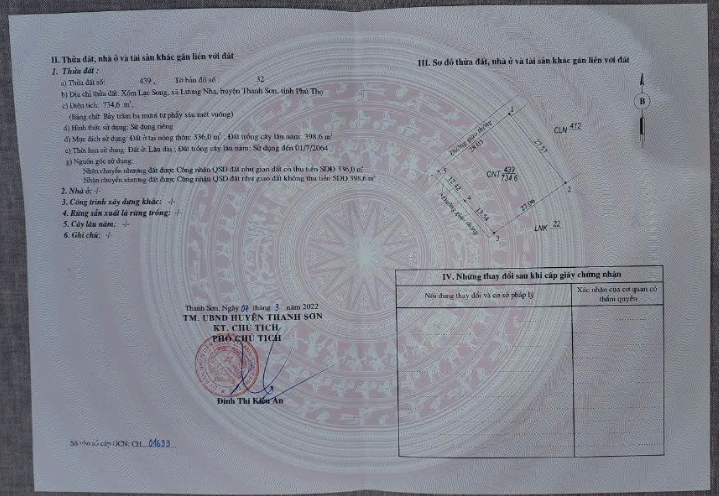 II. Thửa đất, nhà ở và tài sản khác gắn liền với đất
1. Thửa đất:
a) Thửa đất số: 439, Tờ bản đồ số: 32
b) Địa chỉ thửa đất: Xóm Lạc Song, xã Lương Nha, huyện Thanh Sơn, tỉnh Phú Thọ
c) Diện tích: 734,6 m²,
(Bằng chữ: Bảy trăm ba mươi tư phẩy sáu mét vuông)
d) Hình thức sử dụng: Sử dụng riêng
đ) Mục đích sử dụng: Đất ở tại nông thôn: 336,0 m², Đất trồng cây lâu năm: 398,6 m²
e) Thời hạn sử dụng: Đất ở: Lâu dài; Đất trồng cây lâu năm: Sử dụng đến 01/7/2064
g) Nguồn gốc sử dụng:
Nhận chuyển nhượng đất được Công nhận QSD đất như giao đất có thu tiền SDĐ 336,0 m²
Nhận chuyển nhượng đất được Công nhận QSD đất như giao đất không thu tiền SDĐ 398,6 m²
2. Nhà ở: -/-
3. Công trình xây dựng khác: -/-
4. Rừng sản xuất là rừng trồng: -/-
5. Cây lâu năm: -/-
6. Ghi chú: -/-
Thanh Sơn, Ngày 04 tháng 3 năm 2022
TM. UBND HUYỆN THANH SƠN
KT. CHỦ TỊCH
PHÓ CHỦ TỊCH
Đinh Thị Kiều An
Số vào sổ cấp GCN: CH 01633
III. Sơ đồ thửa đất, nhà ở và tài sản khác gắn liền với đất
B
Đường giao thông
28.03
1
CLN 412
27.57
CNT 439
734.6
5
12.42
4
13.54
Đường giao thông
3
27.06
2
LNK 22
IV. Những thay đổi sau khi cấp giấy chứng nhận
Nội dung thay đổi và cơ sở pháp lý
Xác nhận của cơ quan có
thẩm quyền